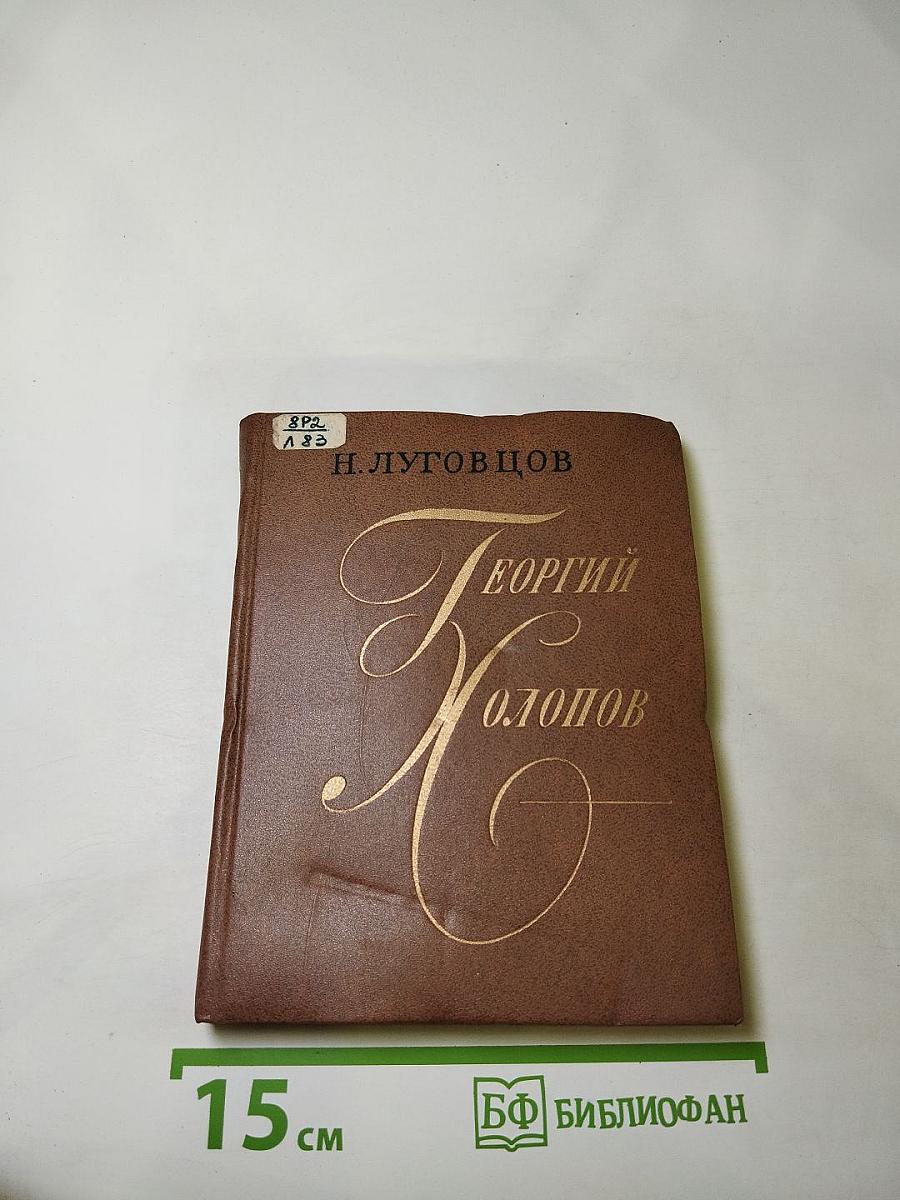 8Р2
Л 83
Н. ЛУГОВЦОВ
ГЕОРГИЙ
ХОЛОПОВ
15 см
БФ БИБЛИОФАН